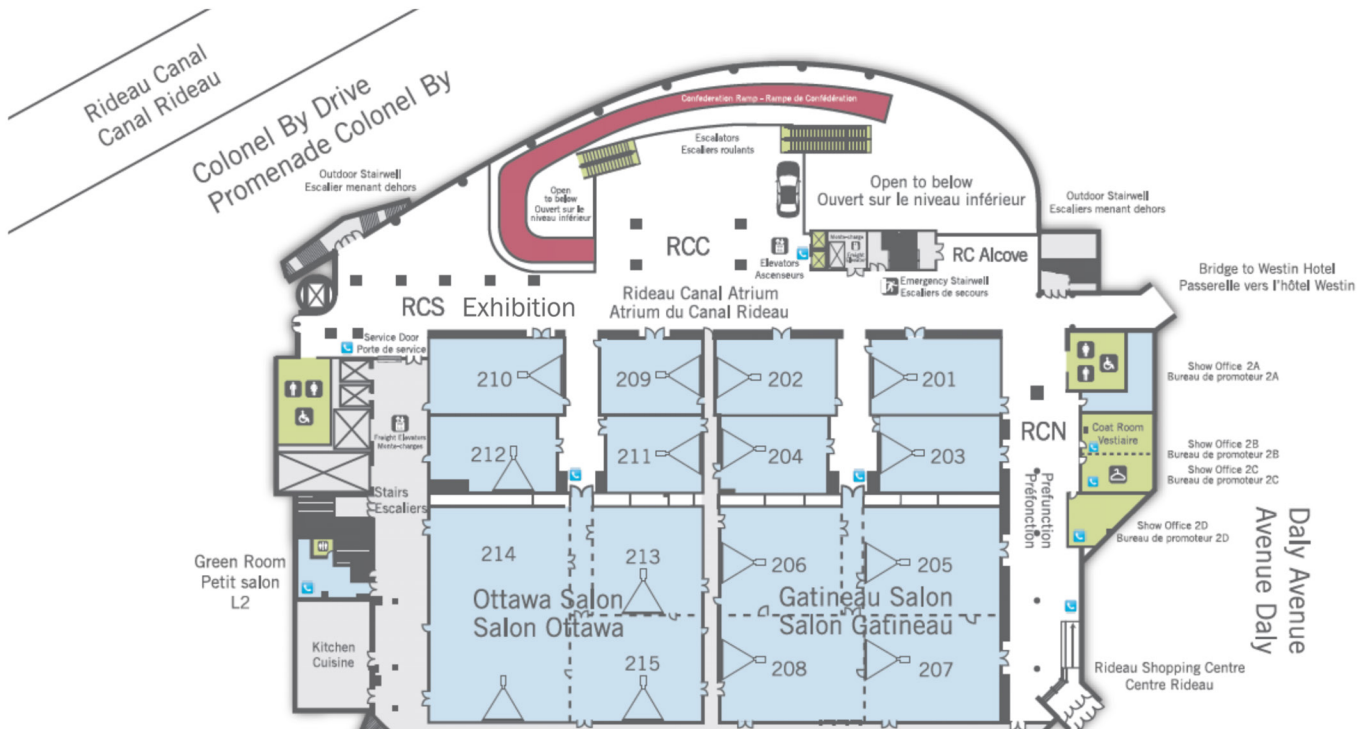 Rideau Canal
Canal Rideau
Colonel By Drive
Promenade Colonel By
Confederation Ramp - Rampe de Confédération
Escalators
Escaliers roulants
Outdoor Stairwell
Escalier menant dehors
Open
to below
Ouvert sur le
niveau inférieur
Open to below
Ouvert sur le niveau inférieur
Outdoor Stairwell
Escaliers menant dehors
RCC
Elevators
Ascenseurs
Monte-charge
Freight
Elevator
RC Alcove
Emergency Stairwell
Escaliers de secours
Bridge to Westin Hotel
Passerelle vers l'hôtel Westin
RCS Exhibition
Rideau Canal Atrium
Atrium du Canal Rideau
Service Door
Porte de service
210
209
202
201
Show Office 2A
Bureau de promoteur 2A
Freight Elevators
Monte-charges
212
211
204
203
RCN
Coat Room
Vestiaire
Show Office 2B
Bureau de promoteur 2B
Show Office 2C
Bureau de promoteur 2C
Stairs
Escaliers
Prefunction
Préfonction
Show Office 2D
Bureau de promoteur 2D
Daly Avenue
Avenue Daly
Green Room
Petit salon
L2
214
213
206
205
Ottawa Salon
Salon Ottawa
Gatineau Salon
Salon Gatineau
Kitchen
Cuisine
215
208
207
Rideau Shopping Centre
Centre Rideau